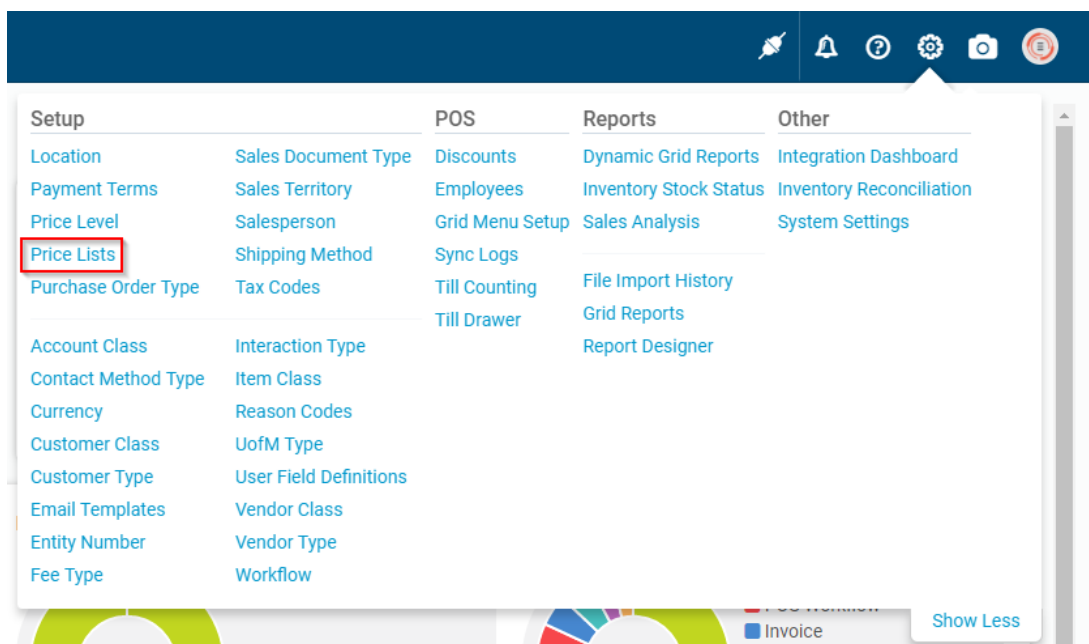 Setup
Location
Payment Terms
Price Level
Price Lists
Purchase Order Type
Sales Document Type
Sales Territory
Salesperson
Shipping Method
Tax Codes
Account Class
Contact Method Type
Currency
Customer Class
Customer Type
Email Templates
Entity Number
Fee Type
Interaction Type
Item Class
Reason Codes
UofM Type
User Field Definitions
Vendor Class
Vendor Type
Workflow
POS
Discounts
Employees
Grid Menu Setup
Sync Logs
Till Counting
Till Drawer
Reports
Dynamic Grid Reports
Inventory Stock Status
Sales Analysis
File Import History
Grid Reports
Report Designer
Other
Integration Dashboard
Inventory Reconciliation
System Settings
POS Workflow
Invoice
Show Less